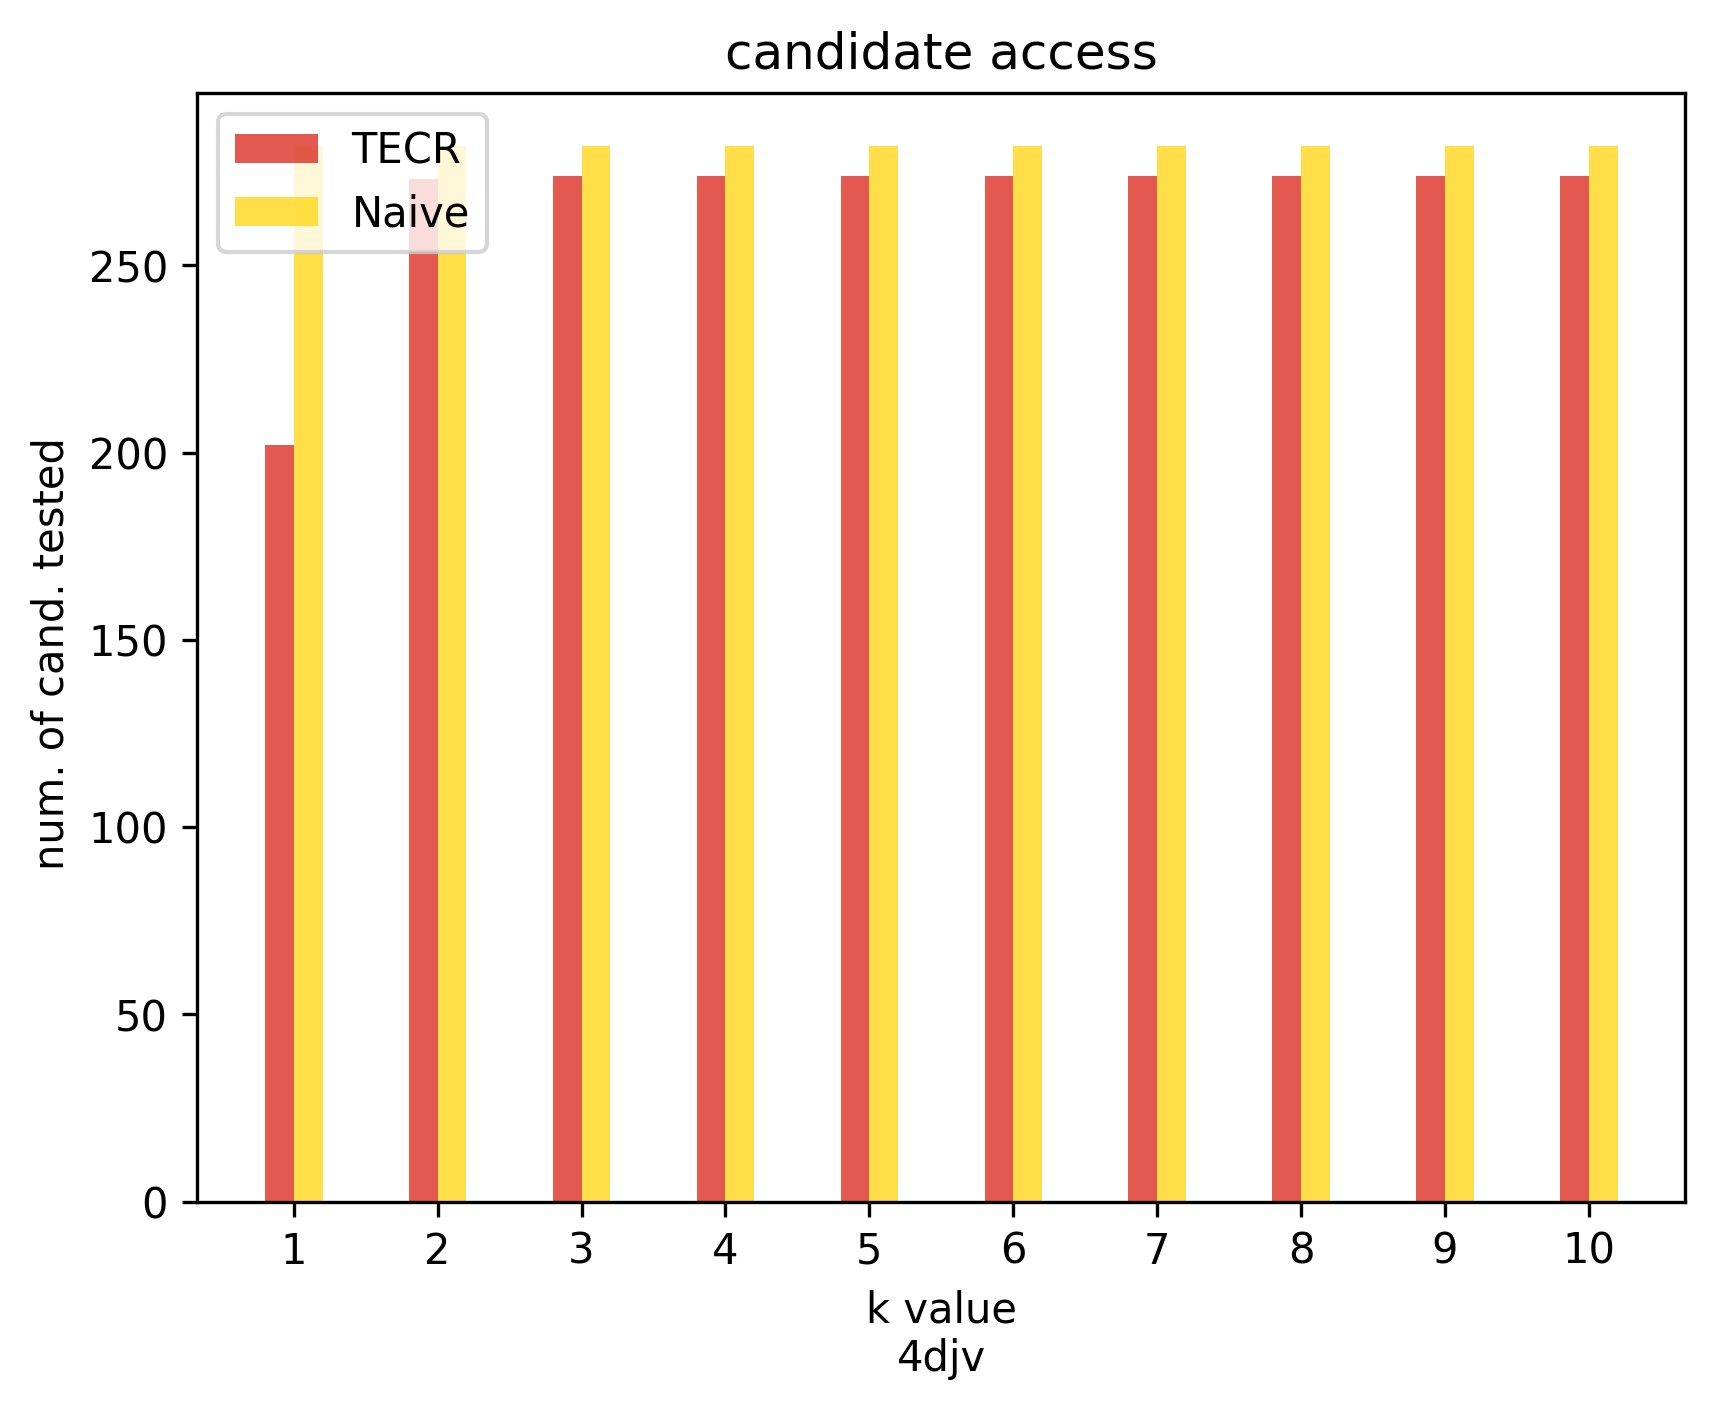 candidate access
TECR
Naive
250
200
150
100
50
0
num. of cand. tested
1 2 3 4 5 6 7 8 9 10
k value
4djv